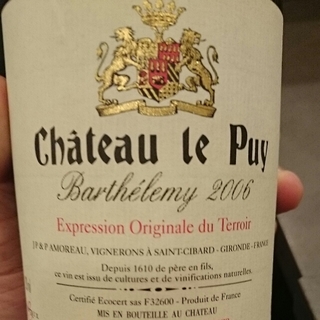 Château le Puy
Barthélemy 2006
Expression Originale du Terroir
J.P & P AMOREAU, VIGNERONS À SAINT-CIBARD - GIRONDE - FRANCE
Depuis 1610 de père en fils,
ce vin est issu de cultures et de vinifications naturelles.
Certifié Ecocert sas F32600 - Produit de France
MIS EN BOUTEILLE AU CHATEAU